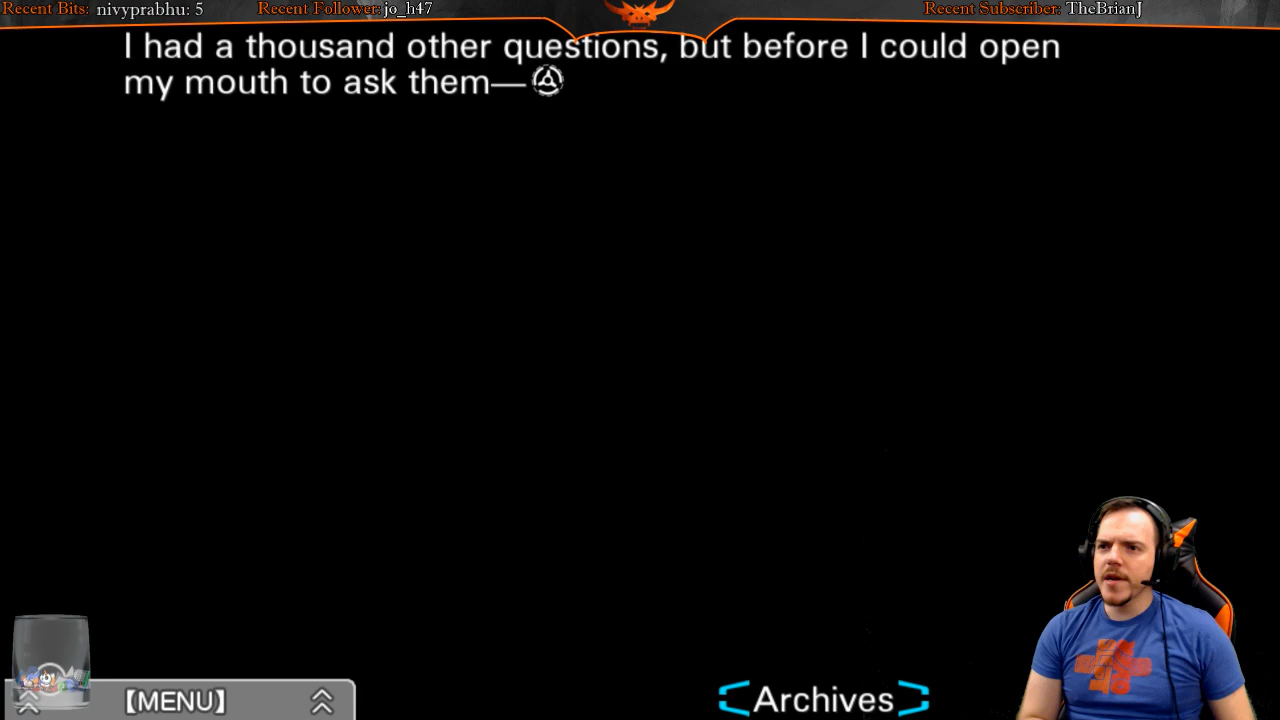 Recent Bits: nivyprabhu: 5
Recent Follower: jo_h47
Recent Subscriber: TheBrianJ
I had a thousand other questions, but before I could open
my mouth to ask them—
【MENU】
Archives